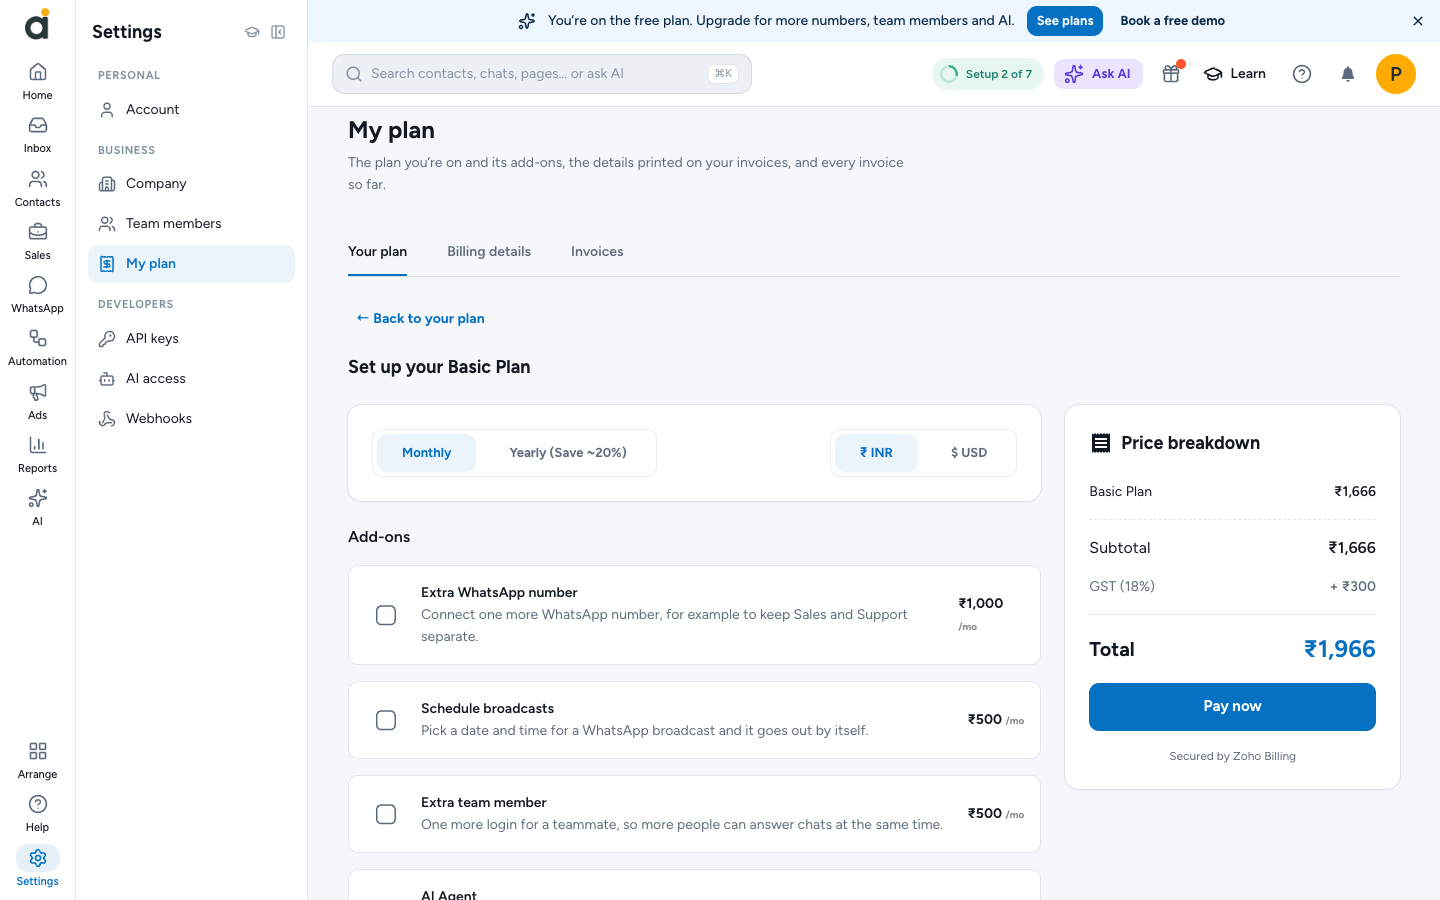 You're on the free plan. Upgrade for more numbers, team members and AI.
See plans
Book a free demo
Home
Inbox
Contacts
Sales
WhatsApp
Automation
Ads
Reports
AI
Arrange
Help
Settings
Settings
PERSONAL
Account
BUSINESS
Company
Team members
My plan
DEVELOPERS
API keys
AI access
Webhooks
Search contacts, chats, pages... or ask AI
⌘K
Setup 2 of 7
Ask AI
Learn
P
My plan
The plan you're on and its add-ons, the details printed on your invoices, and every invoice
so far.
Your plan
Billing details
Invoices
← Back to your plan
Set up your Basic Plan
Monthly
Yearly (Save ~20%)
₹ INR
$ USD
Add-ons
Extra WhatsApp number
Connect one more WhatsApp number, for example to keep Sales and Support
separate.
₹1,000
/mo
Schedule broadcasts
Pick a date and time for a WhatsApp broadcast and it goes out by itself.
₹500 /mo
Extra team member
One more login for a teammate, so more people can answer chats at the same time.
₹500 /mo
AI Agent
Price breakdown
Basic Plan ₹1,666
Subtotal ₹1,666
GST (18%) + ₹300
Total ₹1,966
Pay now
Secured by Zoho Billing